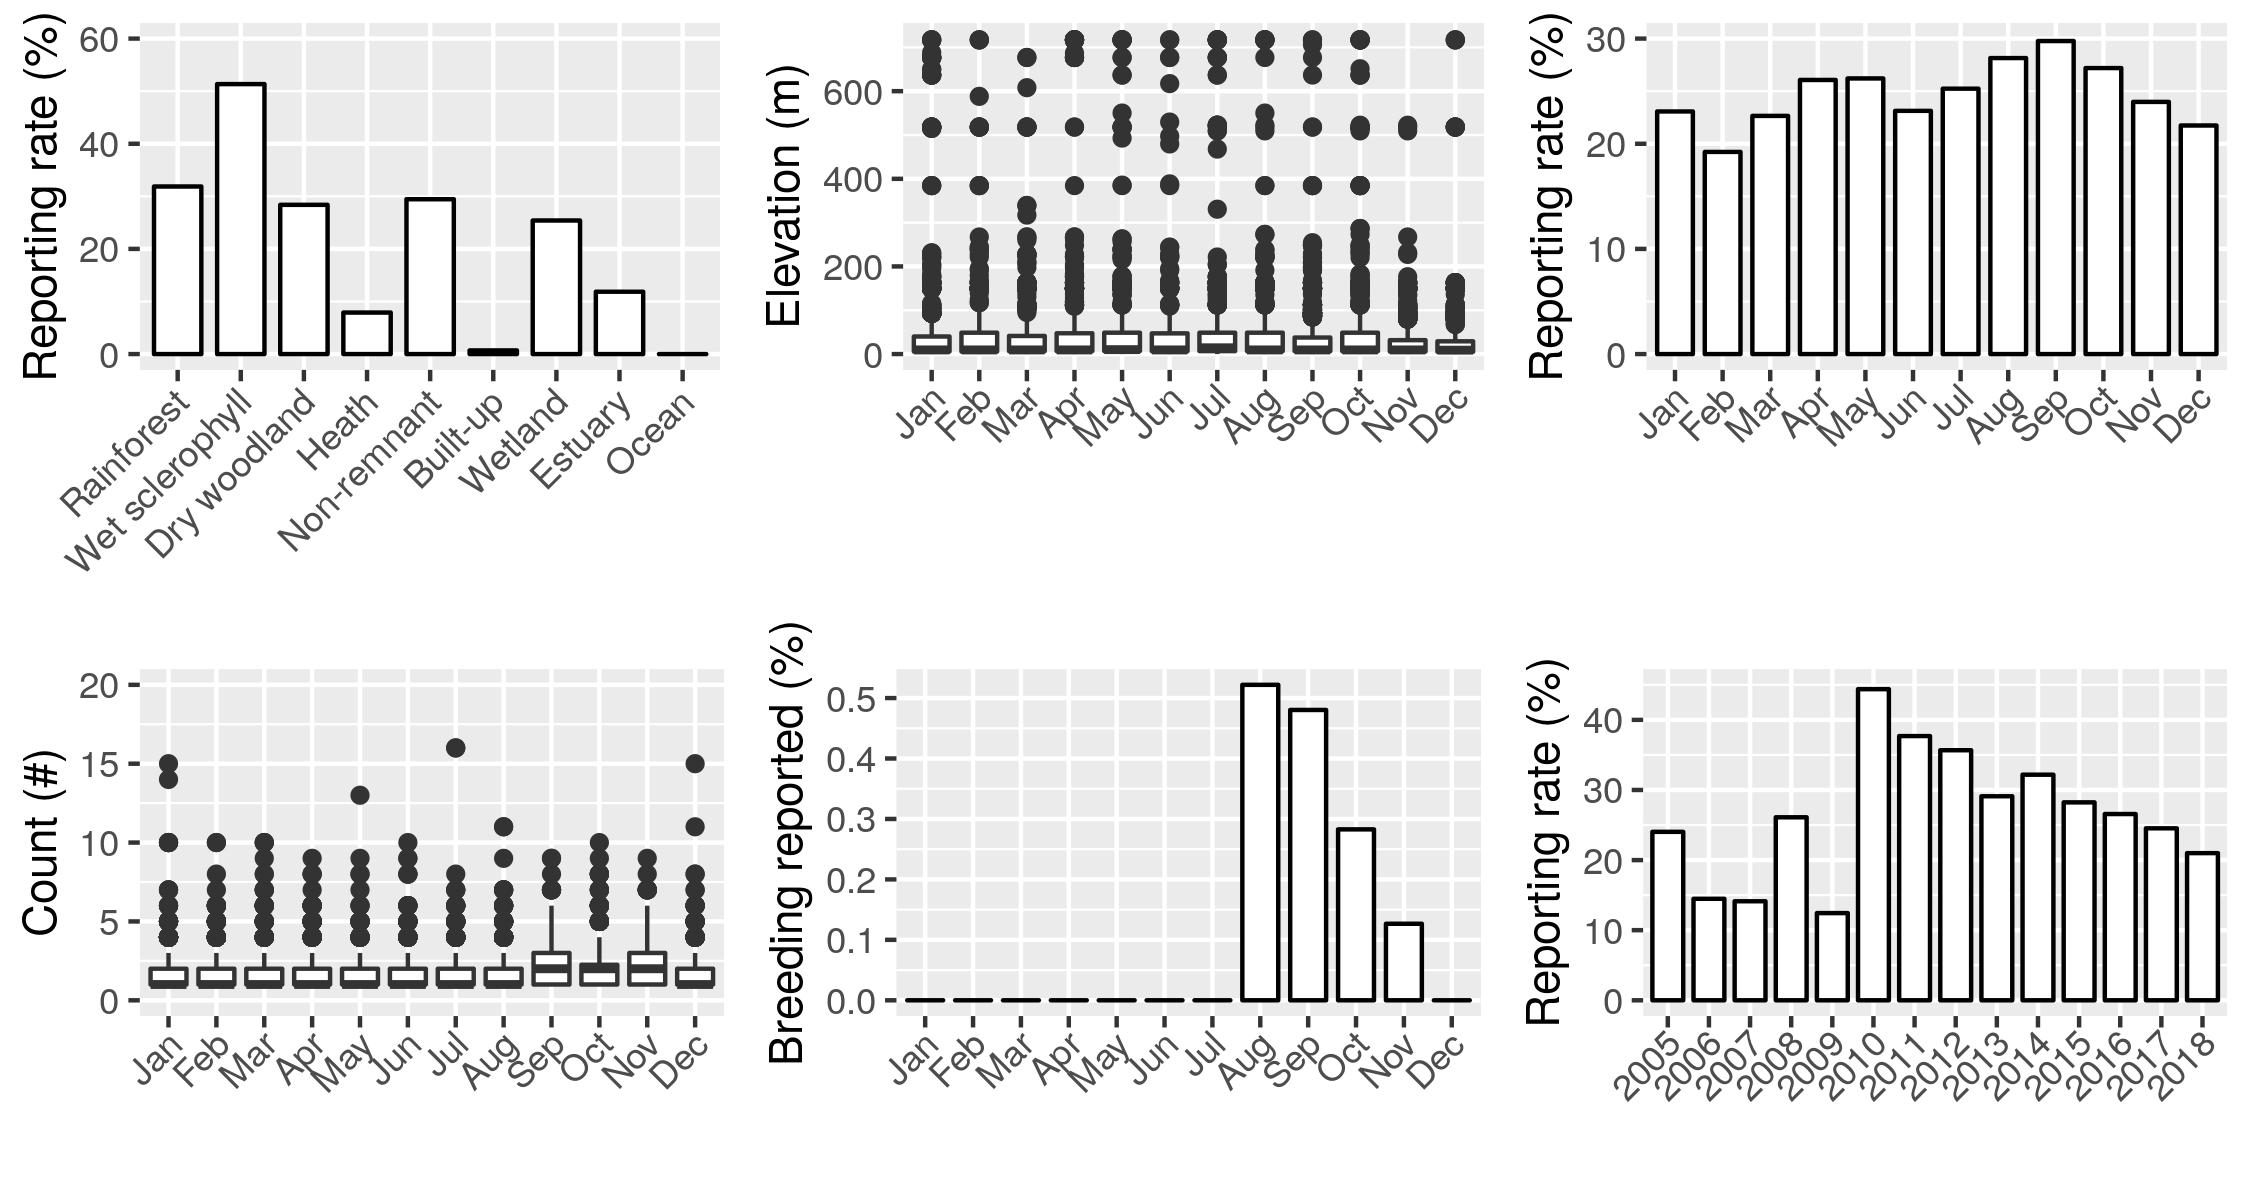 Reporting rate (%)
60
40
20
0
Rainforest
Wet sclerophyll
Dry woodland
Heath
Non-remnant
Built-up
Wetland
Estuary
Ocean
Elevation (m)
600
400
200
0
Jan
Feb
Mar
Apr
May
Jun
Jul
Aug
Sep
Oct
Nov
Dec
Reporting rate (%)
30
20
10
0
Jan
Feb
Mar
Apr
May
Jun
Jul
Aug
Sep
Oct
Nov
Dec
Count (#)
20
15
10
5
0
Jan
Feb
Mar
Apr
May
Jun
Jul
Aug
Sep
Oct
Nov
Dec
Breeding reported (%)
0.5
0.4
0.3
0.2
0.1
0.0
Jan
Feb
Mar
Apr
May
Jun
Jul
Aug
Sep
Oct
Nov
Dec
Reporting rate (%)
40
30
20
10
0
2005
2006
2007
2008
2009
2010
2011
2012
2013
2014
2015
2016
2017
2018